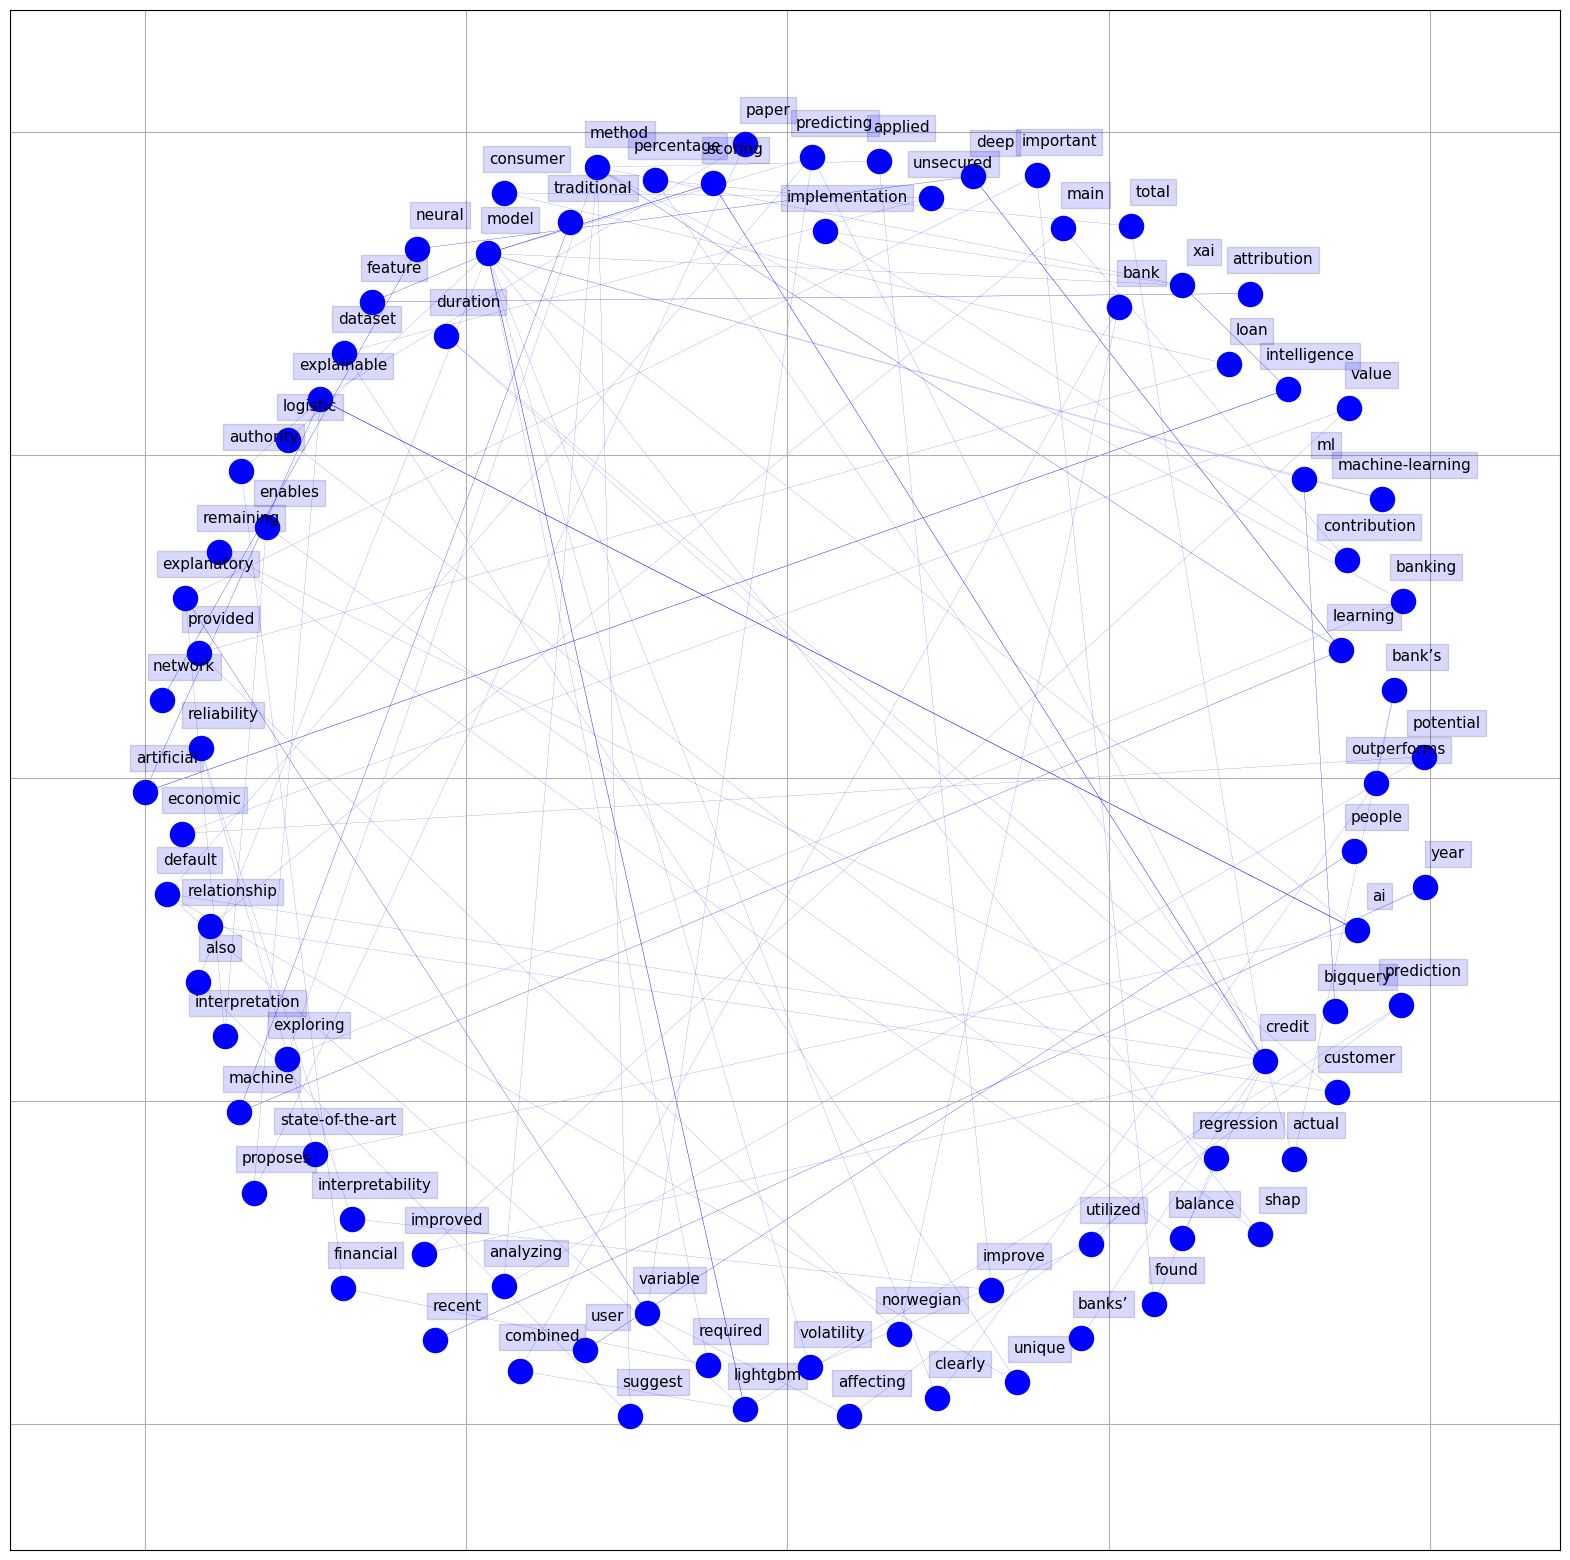 paper
predicting
applied
method
percentage
scoring
deep
important
consumer
unsecured
traditional
implementation
main
total
neural
model
xai
attribution
bank
feature
duration
dataset
loan
intelligence
explainable
value
logistic
authority
ml
machine-learning
enables
remaining
contribution
explanatory
banking
provided
learning
network
bank’s
reliability
potential
artificial
outperforms
economic
people
default
year
relationship
ai
also
bigquery
prediction
interpretation
exploring
credit
customer
machine
state-of-the-art
regression
actual
proposes
interpretability
shap
balance
utilized
improved
financial
analyzing
improve
found
variable
recent
user
norwegian
banks’
combined
required
volatility
unique
clearly
lightgbm
suggest
affecting